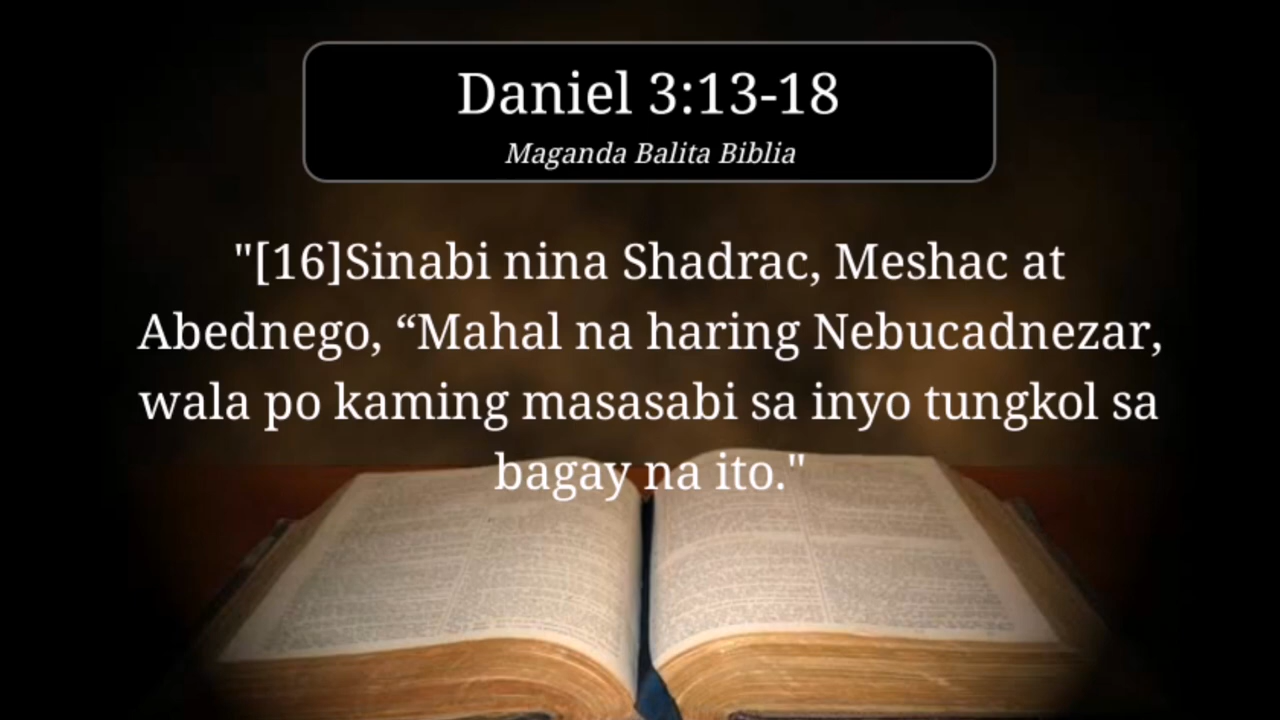 Daniel 3:13-18
Maganda Balita Biblia
"[16]Sinabi nina Shadrac, Meshac at
Abednego, “Mahal na haring Nebucadnezar,
wala po kaming masasabi sa inyo tungkol sa
bagay na ito."